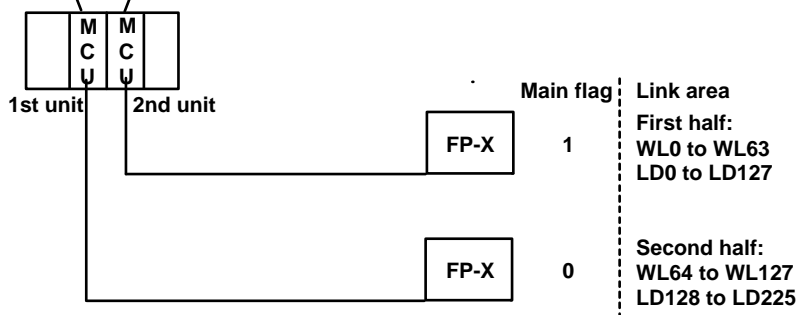 M M
C C
U U
1st unit 2nd unit
Main flag Link area
FP-X 1 First half:
WL0 to WL63
LD0 to LD127
FP-X 0 Second half:
WL64 to WL127
LD128 to LD225